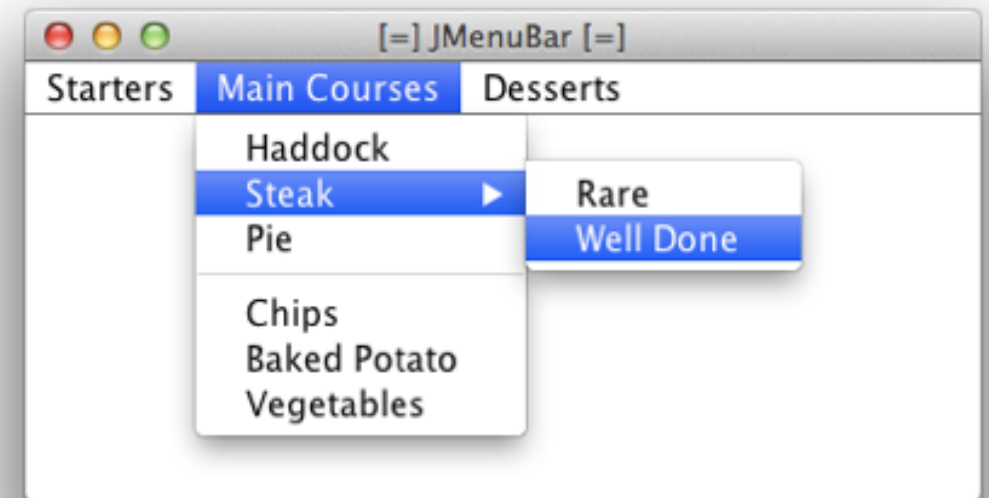 [=] JMenuBar [=]
Starters Main Courses Desserts
Haddock
Steak
Pie
Chips
Baked Potato
Vegetables
Rare
Well Done